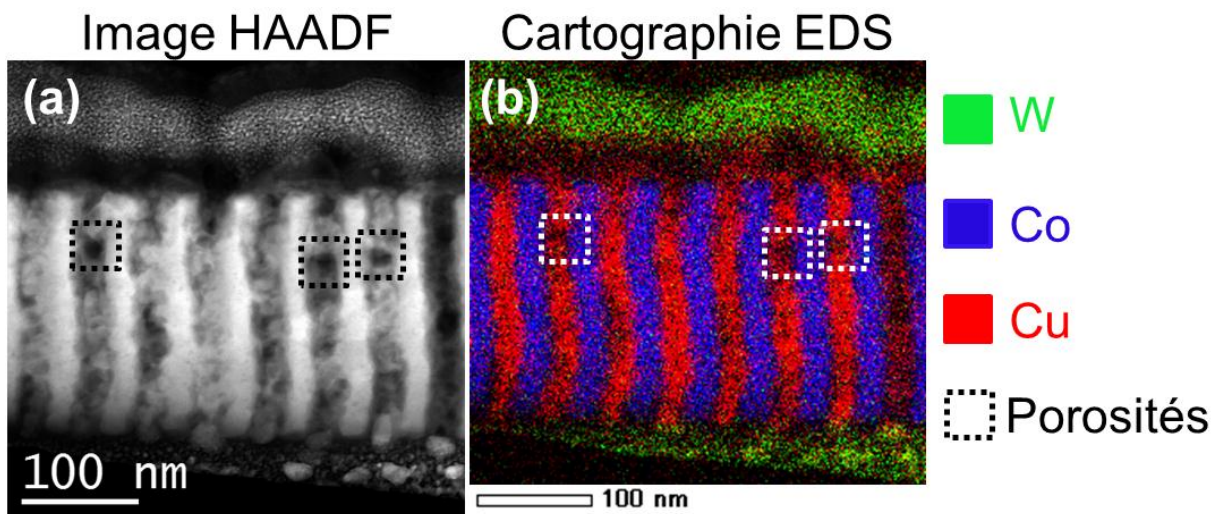 Image HAADF
Cartographie EDS
(a)
(b)
W
Co
Cu
Porosités
100 nm
100 nm